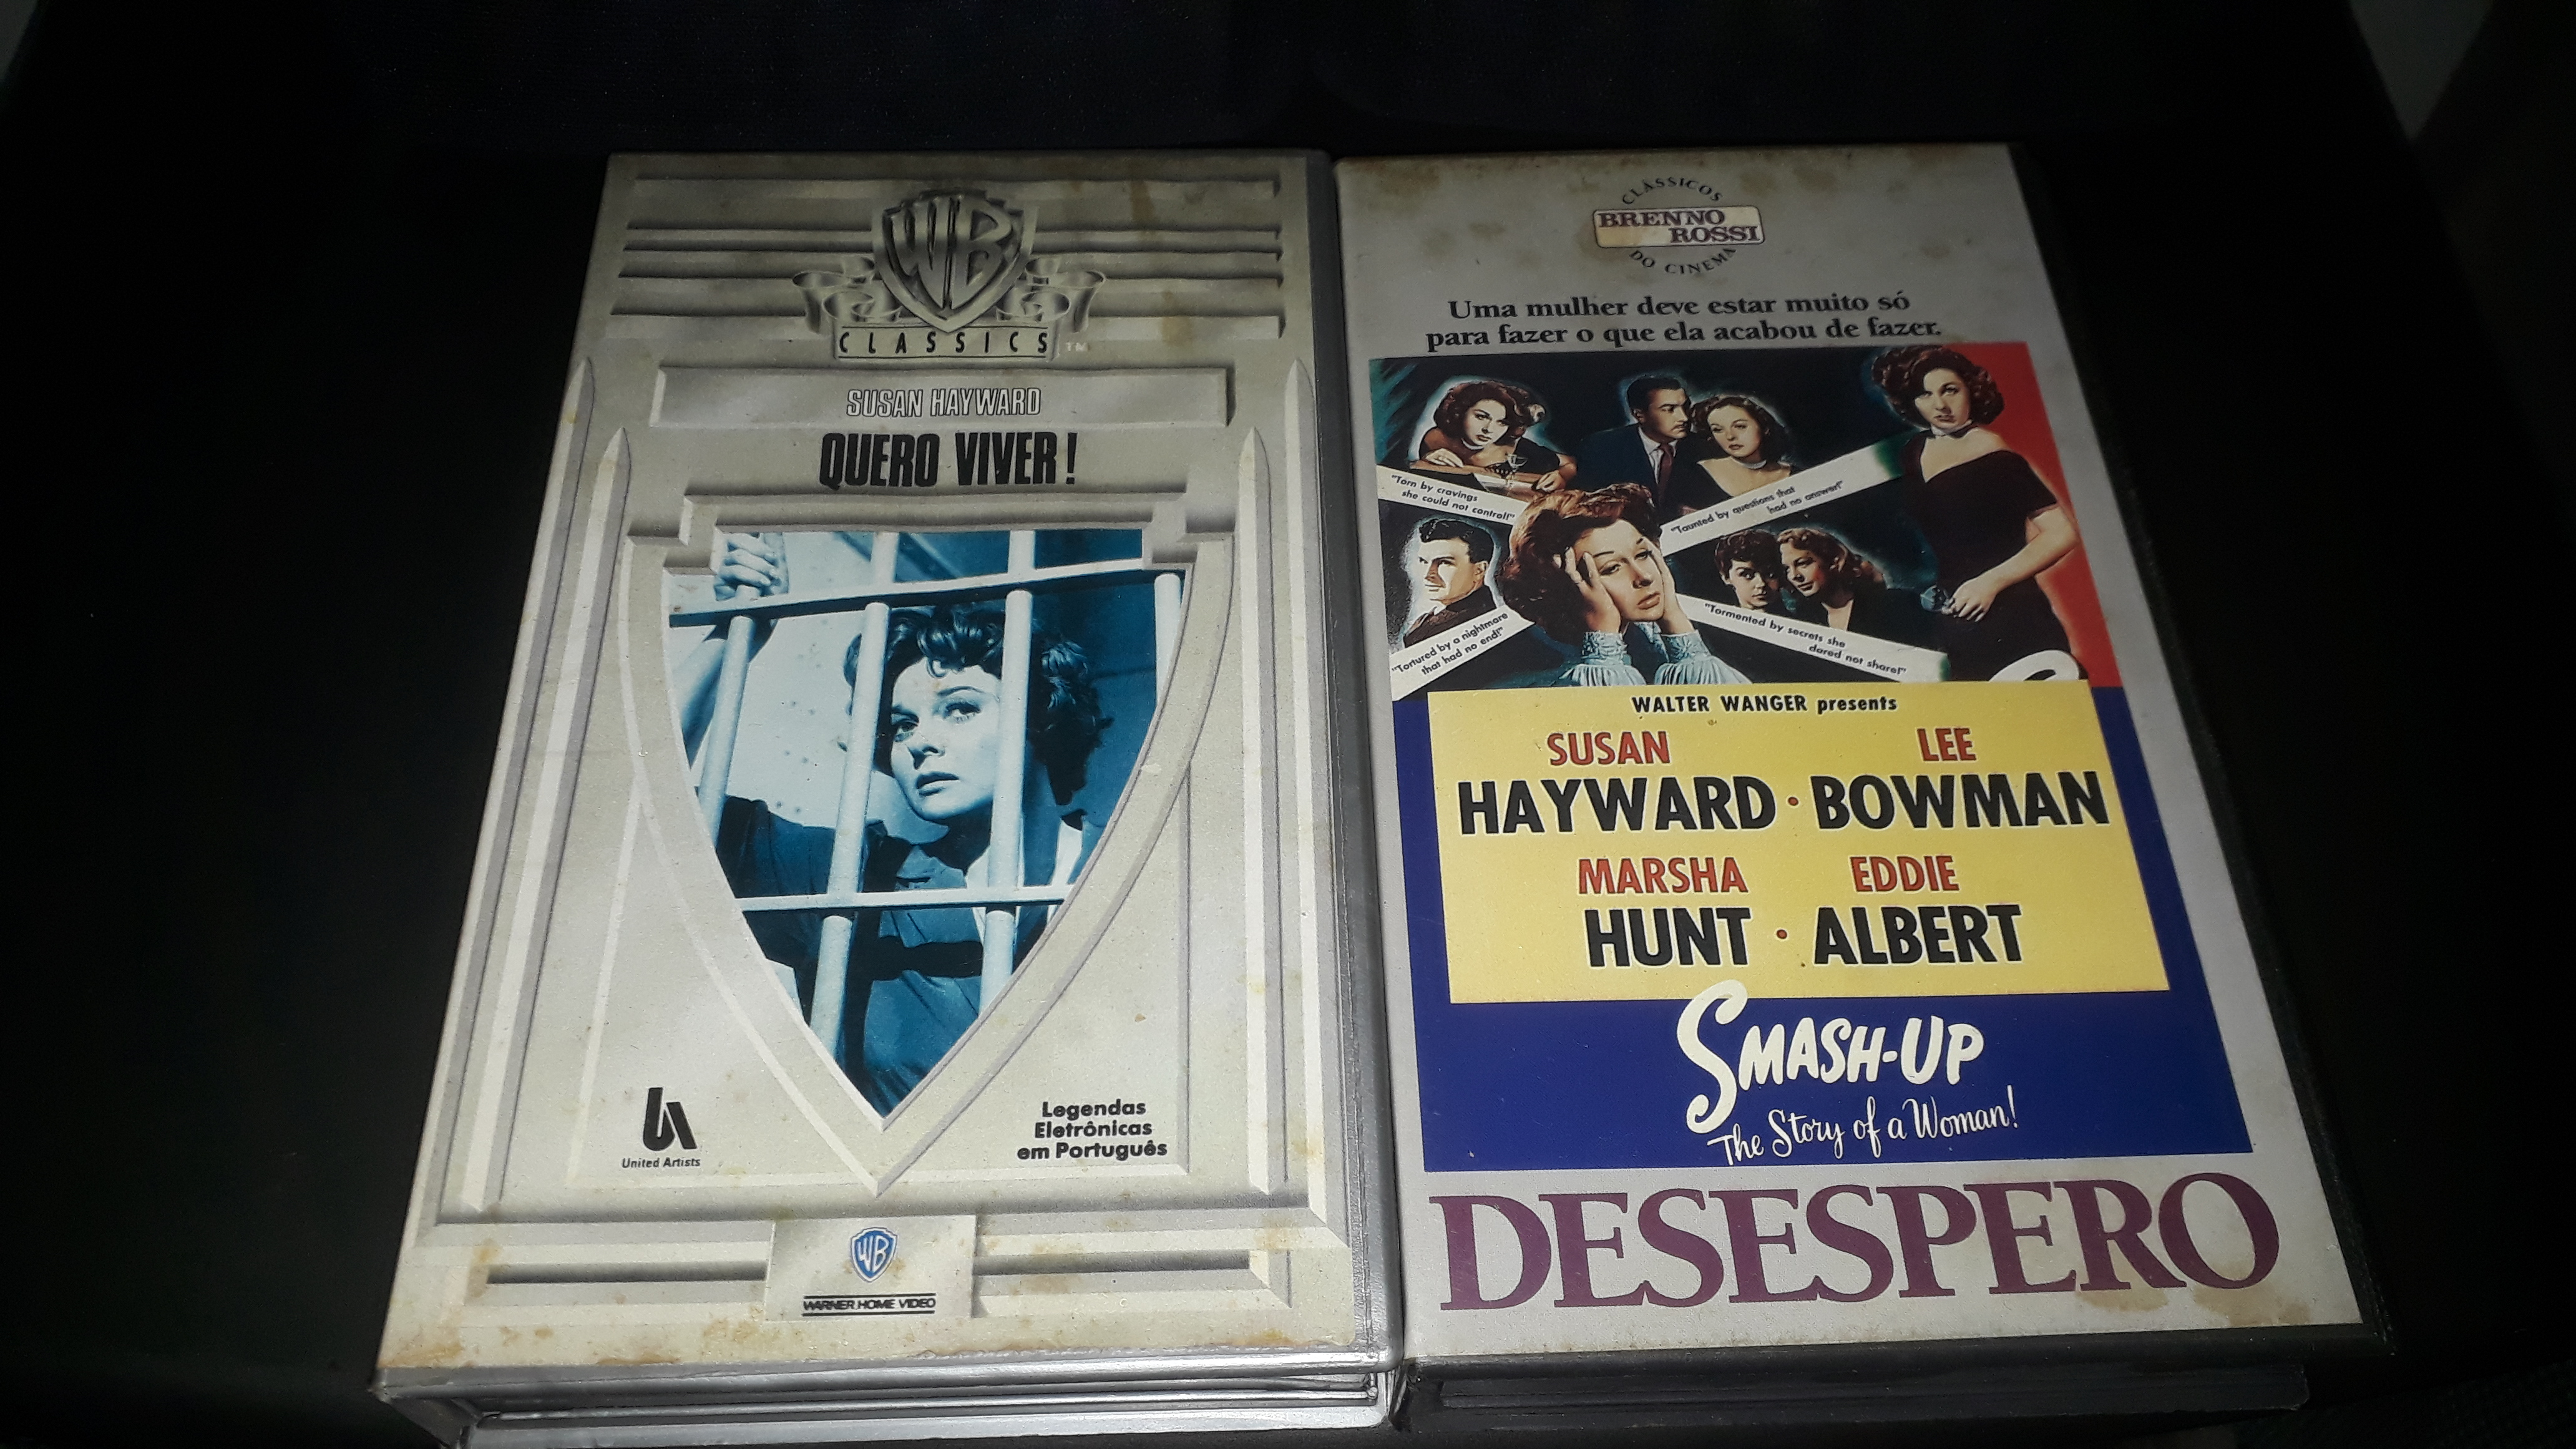 WB
CLASSICS™
SUSAN HAYWARD
QUERO VIVER!
United Artists
Legendas
Eletrônicas
em Português
WB
WARNER HOME VIDEO
CLÁSSICOS
BRENNO
ROSSI
DO CINEMA
Uma mulher deve estar muito só
para fazer o que ela acabou de fazer.
"Torn by cravings
she could not control!"
"Taunted by questions that
had no answer!"
"Tortured by a nightmare
that had no end!"
"Tormented by secrets she
dared not share!"
WALTER WANGER presents
SUSAN LEE
HAYWARD · BOWMAN
MARSHA EDDIE
HUNT · ALBERT
SMASH-UP
The Story of a Woman!
DESESPERO